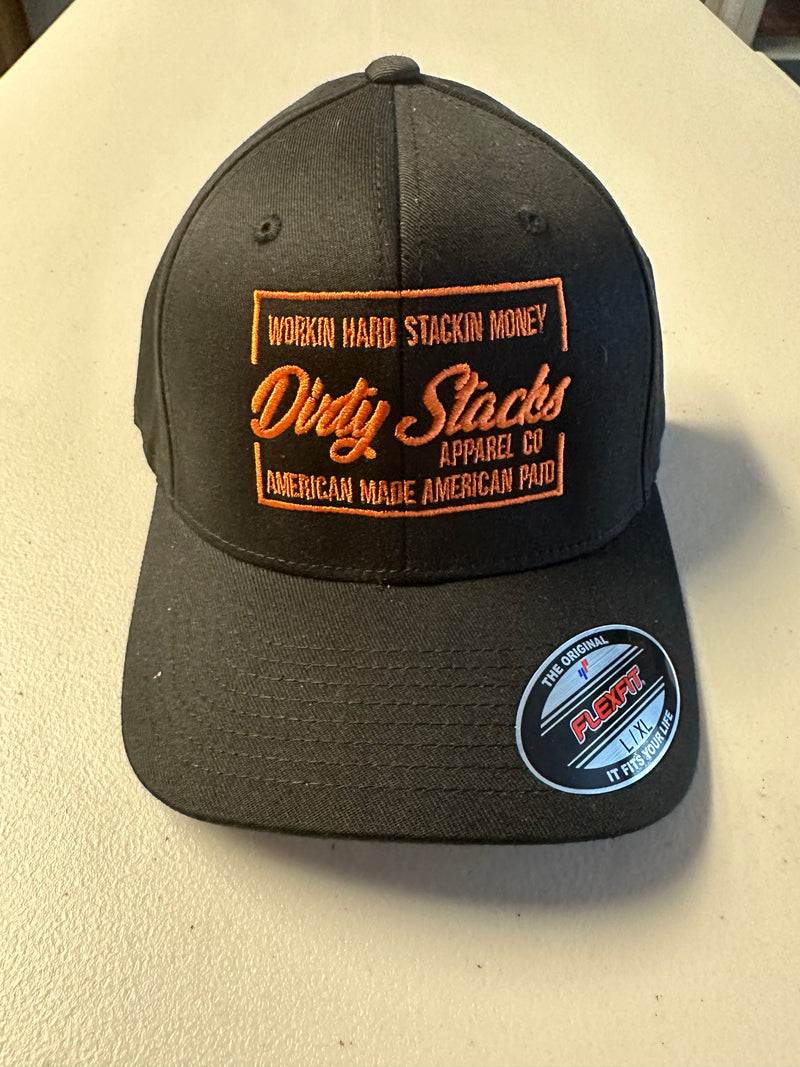 WORKIN HARD STACKIN MONEY
Dirty Stacks
APPAREL CO
AMERICAN MADE AMERICAN PAID
THE ORIGINAL
FLEXFIT
L/XL
IT FITS YOUR LIFE